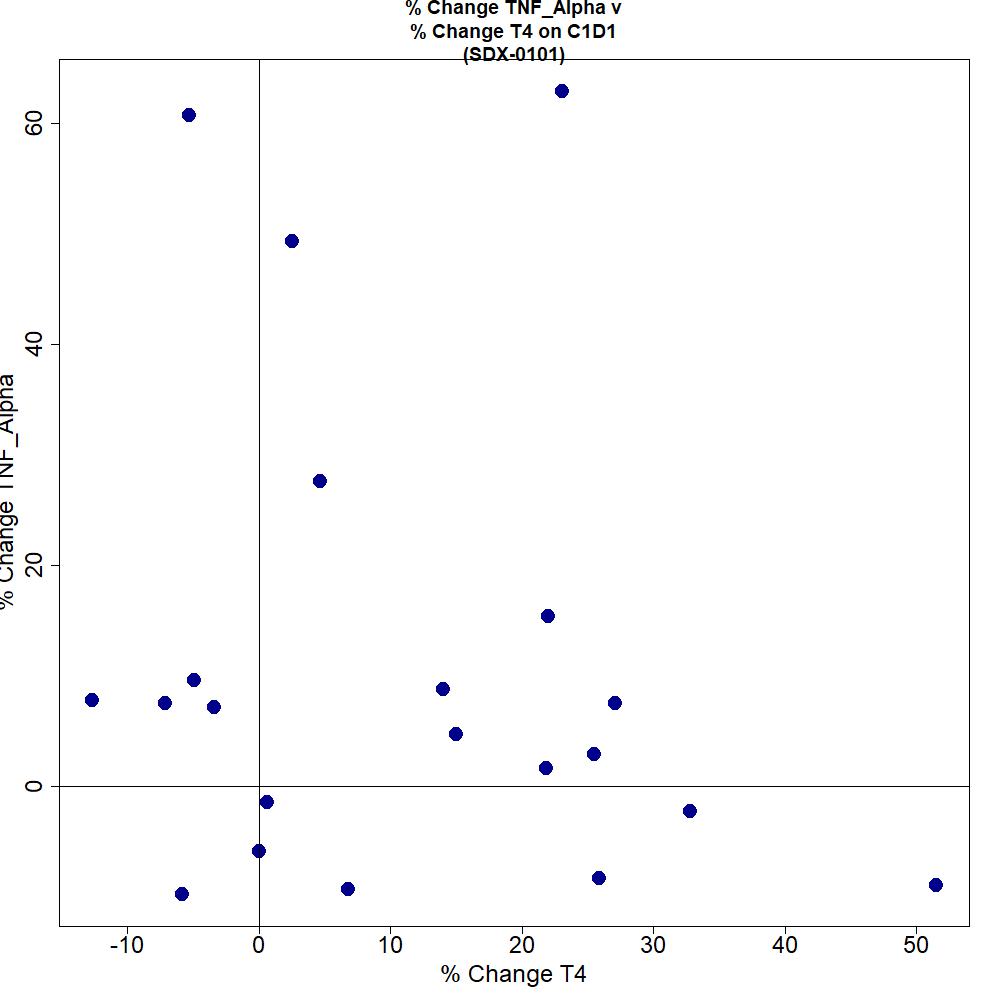 % Change TNF_Alpha v
% Change T4 on C1D1
(SDX-0101)
% Change TNF_Alpha
60
40
20
0
-10 0 10 20 30 40 50
% Change T4